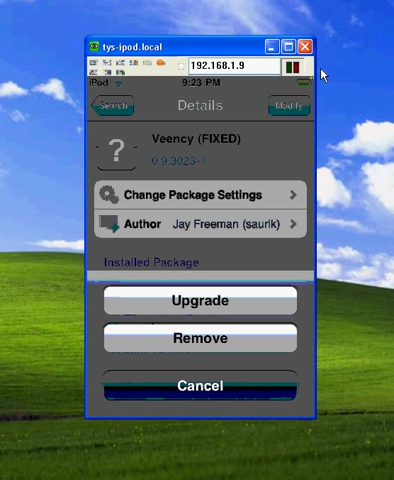 tys-ipod.local
192.168.1.9
iPod 9:23 PM
Search Details Modify
?
Veency (FIXED)
0.9.3023-1
Change Package Settings
Author Jay Freeman (saurik)
Installed Package
Upgrade
Remove
Cancel